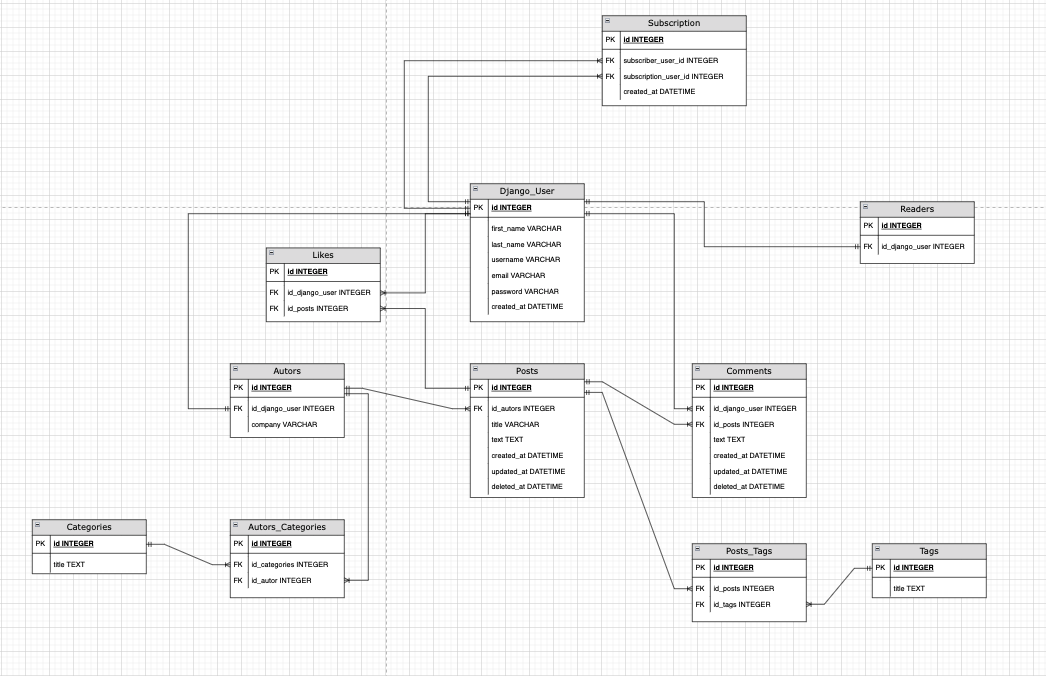 Subscription
PK id INTEGER
FK subscriber_user_id INTEGER
FK subscription_user_id INTEGER
created_at DATETIME
Django_User
PK id INTEGER
first_name VARCHAR
last_name VARCHAR
username VARCHAR
email VARCHAR
password VARCHAR
created_at DATETIME
Readers
PK id INTEGER
FK id_django_user INTEGER
Likes
PK id INTEGER
FK id_django_user INTEGER
FK id_posts INTEGER
Autors
PK id INTEGER
FK id_django_user INTEGER
company VARCHAR
Posts
PK id INTEGER
FK id_autors INTEGER
title VARCHAR
text TEXT
created_at DATETIME
updated_at DATETIME
deleted_at DATETIME
Comments
PK id INTEGER
FK id_django_user INTEGER
FK id_posts INTEGER
text TEXT
created_at DATETIME
updated_at DATETIME
deleted_at DATETIME
Categories
PK id INTEGER
title TEXT
Autors_Categories
PK id INTEGER
FK id_categories INTEGER
FK id_autor INTEGER
Posts_Tags
PK id INTEGER
FK id_posts INTEGER
FK id_tags INTEGER
Tags
PK id INTEGER
title TEXT